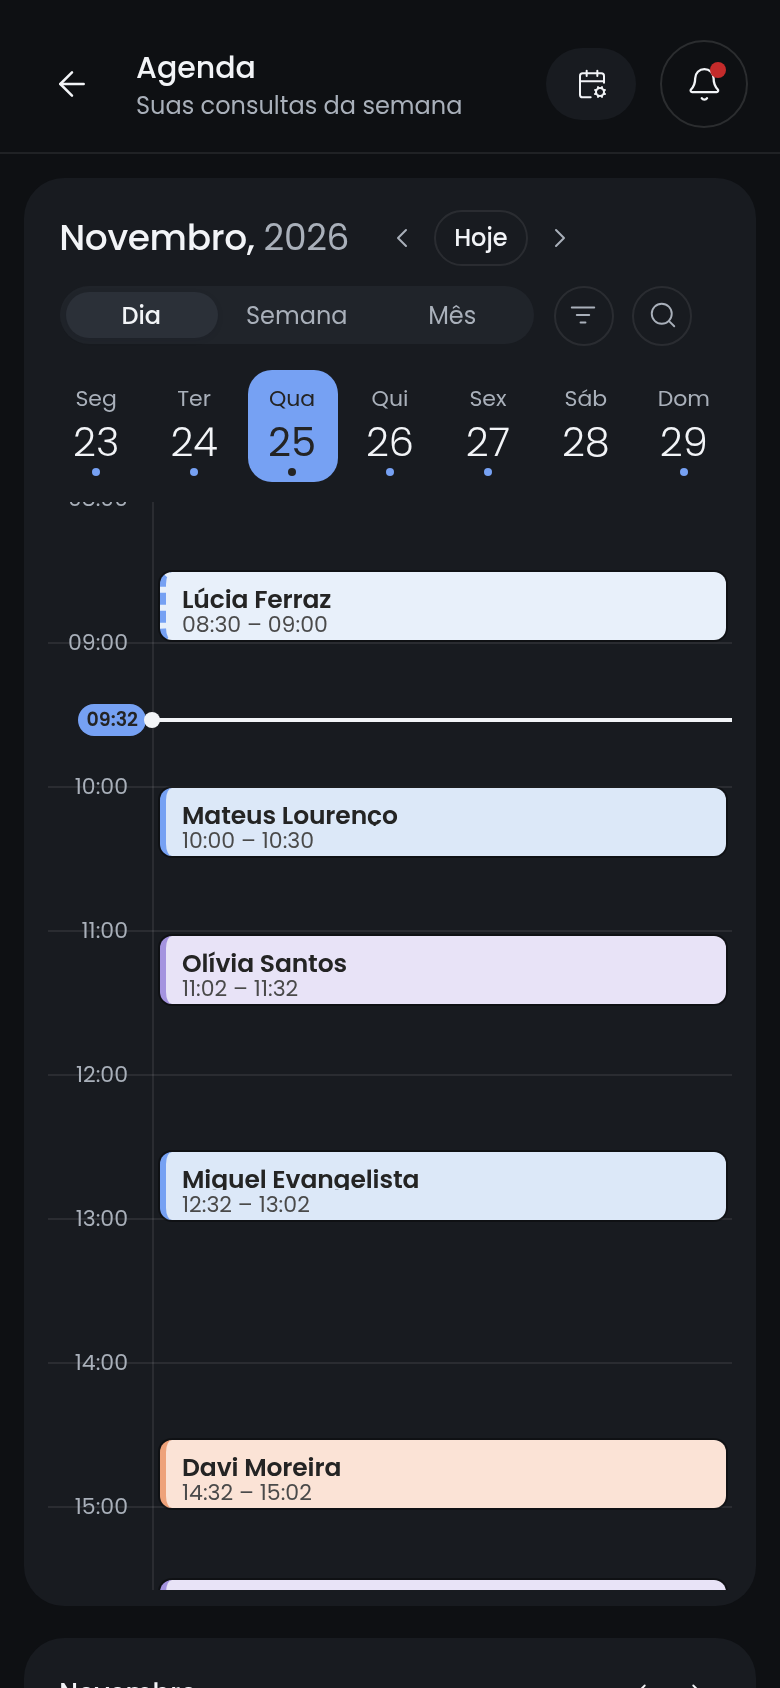 Agenda
Suas consultas da semana
Novembro, 2026
Hoje
Dia Semana Mês
Seg Ter Qua Qui Sex Sáb Dom
23 24 25 26 27 28 29
Lúcia Ferraz
08:30 – 09:00
09:00
09:32
10:00
Mateus Lourenço
10:00 – 10:30
11:00
Olívia Santos
11:02 – 11:32
12:00
Miguel Evangelista
12:32 – 13:02
13:00
14:00
Davi Moreira
14:32 – 15:02
15:00
Novembro